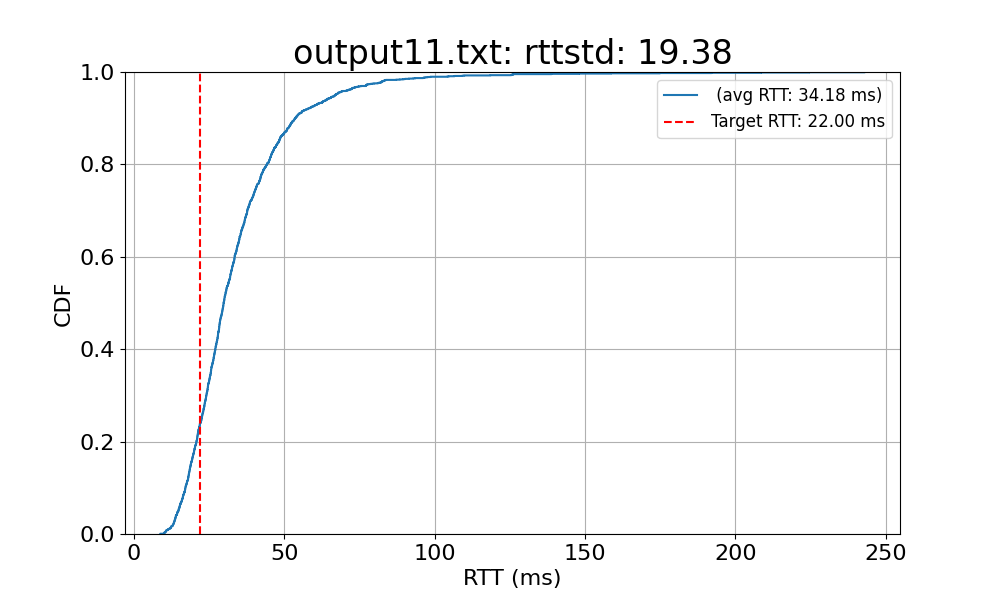 output11.txt: rttstd: 19.38
(avg RTT: 34.18 ms)
Target RTT: 22.00 ms
1.0
0.8
0.6
0.4
0.2
0.0
CDF
0 50 100 150 200 250
RTT (ms)